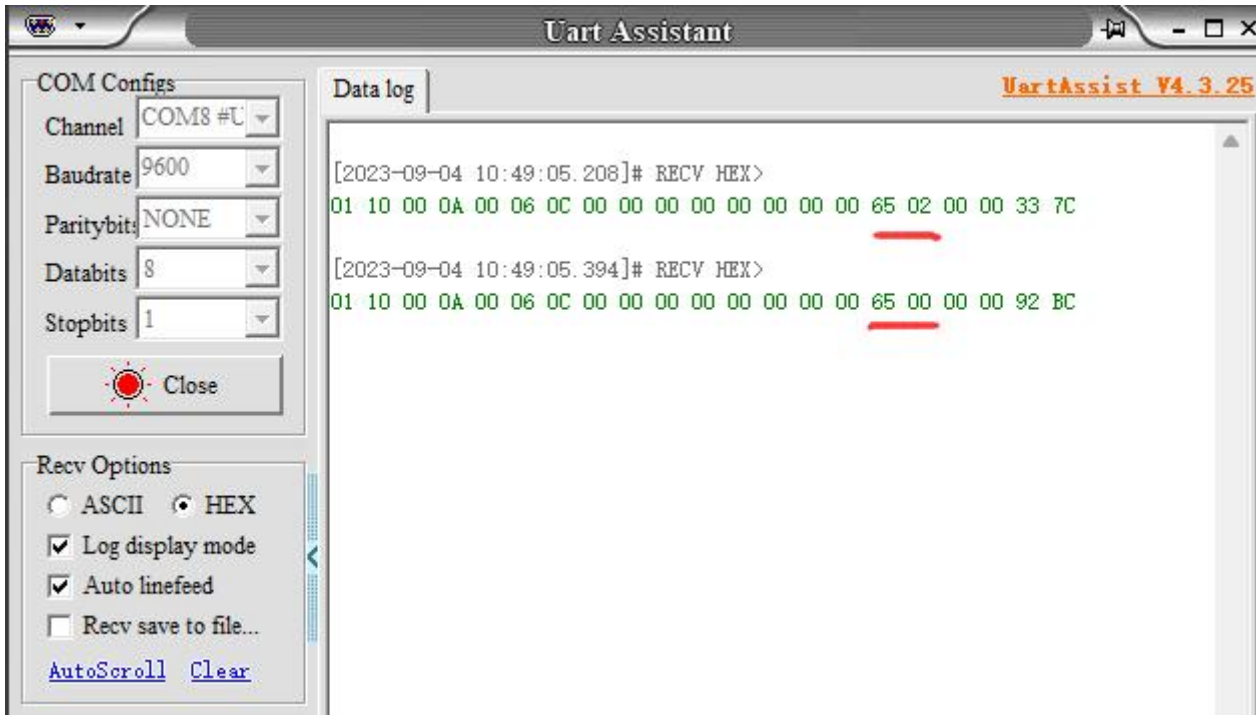 Uart Assistant
COM Configs
Channel COM8 #U
Baudrate 9600
Paritybits NONE
Databits 8
Stopbits 1
Close
Recv Options
ASCII HEX
Log display mode
Auto linefeed
Recv save to file...
AutoScroll Clear
Data log
UartAssist V4.3.25
[2023-09-04 10:49:05.208]# RECV HEX>
01 10 00 0A 00 06 0C 00 00 00 00 00 00 00 00 65 02 00 00 33 7C
[2023-09-04 10:49:05.394]# RECV HEX>
01 10 00 0A 00 06 0C 00 00 00 00 00 00 00 00 65 00 00 00 92 BC